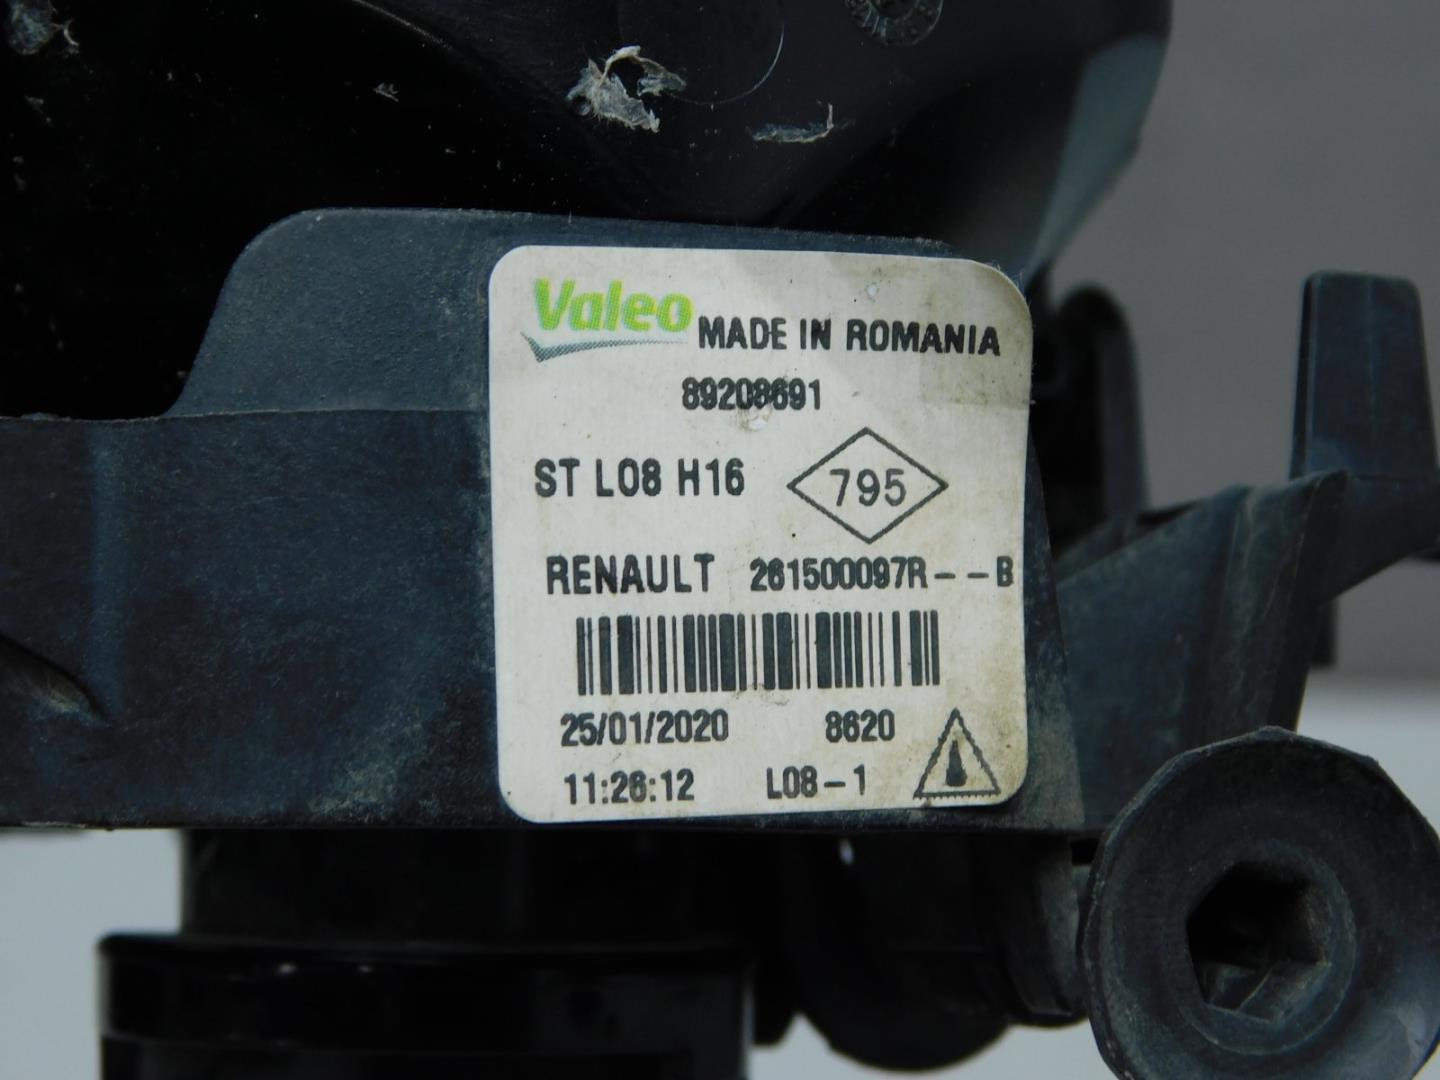 Valeo MADE IN ROMANIA
89208691
ST L08 H16 795
RENAULT 261500097R--B
25/01/2020 8620
11:26:12 L08-1